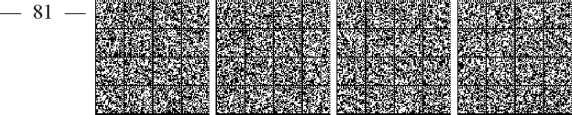 — 81 —